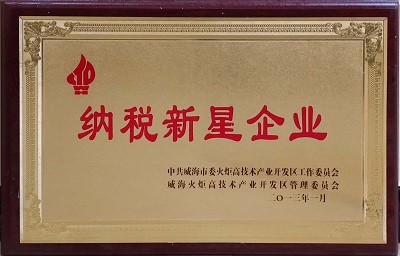 纳税新星企业
中共威海市委火炬高技术产业开发区工作委员会
威海火炬高技术产业开发区管理委员会
二〇一三年一月